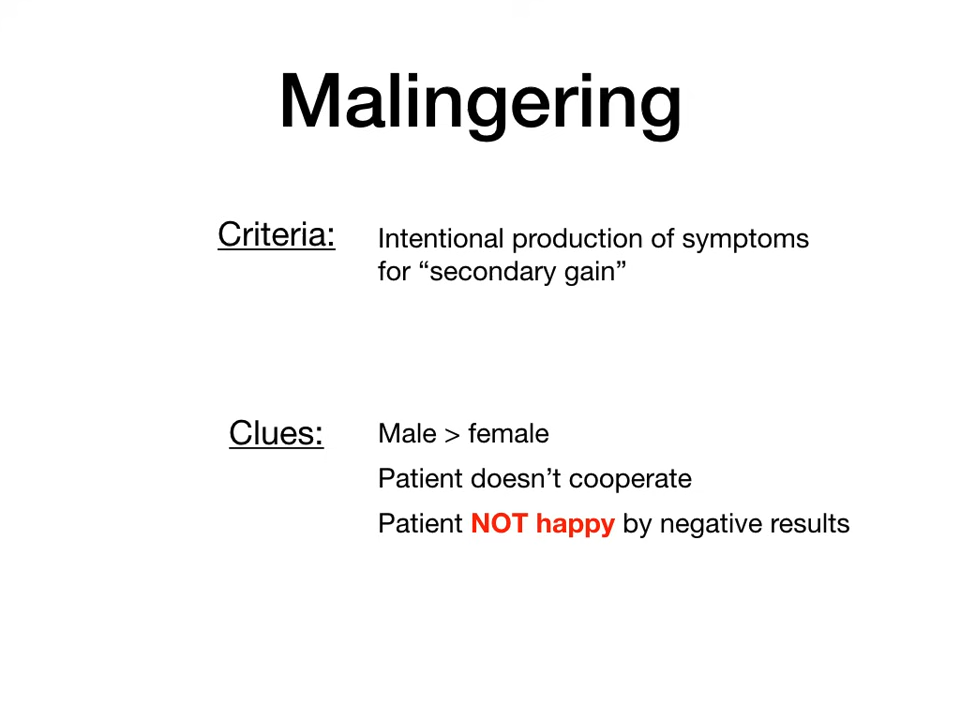 Malingering
Criteria:
Intentional production of symptoms
for “secondary gain”
Clues:
Male > female
Patient doesn’t cooperate
Patient NOT happy by negative results